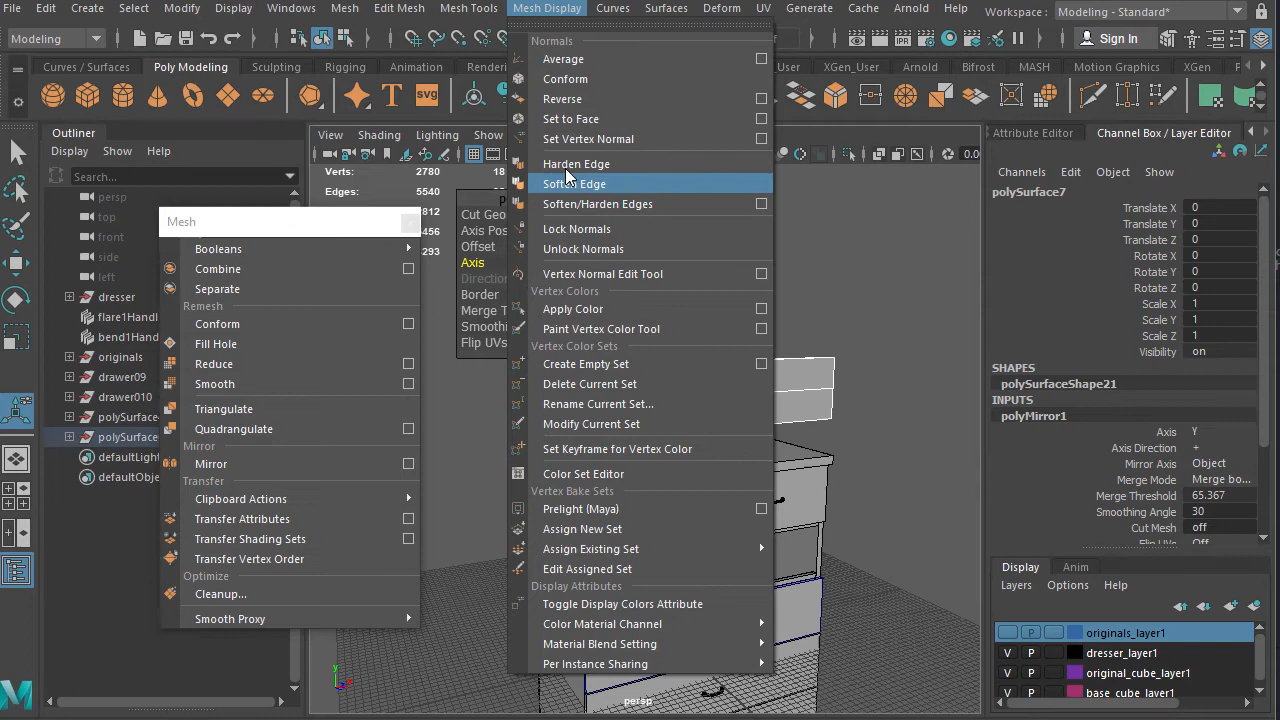 File Edit Create Select Modify Display Windows Mesh Edit Mesh Mesh Tools Mesh Display Curves Surfaces Deform UV Generate Cache Arnold Help Workspace: Modeling - Standard*
Modeling Sign In
Curves / Surfaces Poly Modeling Sculpting Rigging Animation User XGen_User Arnold Bifrost MASH Motion Graphics XGen
Outliner
Display Show Help
Search...
persp
top
front
side
left
dresser
originals
drawer09
drawer010
Mesh
Booleans
Combine
Separate
Remesh
Conform
Fill Hole
Reduce
Smooth
Triangulate
Quadrangulate
Mirror
Mirror
Transfer
Clipboard Actions
Transfer Attributes
Transfer Shading Sets
Transfer Vertex Order
Optimize
Cleanup...
Smooth Proxy
View Shading Lighting Show
Verts: 2780
Edges: 5540
Axis
Normals
Average
Conform
Reverse
Set to Face
Set Vertex Normal
Harden Edge
Soften Edge
Soften/Harden Edges
Lock Normals
Unlock Normals
Vertex Normal Edit Tool
Vertex Colors
Apply Color
Paint Vertex Color Tool
Vertex Color Sets
Create Empty Set
Delete Current Set
Rename Current Set...
Modify Current Set
Set Keyframe for Vertex Color
Color Set Editor
Vertex Bake Sets
Prelight (Maya)
Assign New Set
Assign Existing Set
Edit Assigned Set
Display Attributes
Toggle Display Colors Attribute
Color Material Channel
Material Blend Setting
Per Instance Sharing
persp
y
Attribute Editor Channel Box / Layer Editor
Channels Edit Object Show
polySurface7
Translate X 0
Translate Y 0
Translate Z 0
Rotate X 0
Rotate Y 0
Rotate Z 0
Scale X 1
Scale Y 1
Scale Z 1
Visibility on
SHAPES
polySurfaceShape21
INPUTS
polyMirror1
Axis Y
Axis Direction +
Mirror Axis Object
Merge Mode Merge bo...
Merge Threshold 65.367
Smoothing Angle 30
Cut Mesh off
Flip UVs Off
Display Anim
Layers Options Help
P originals_layer1
V P dresser_layer1
V P original_cube_layer1
V P base_cube_layer1